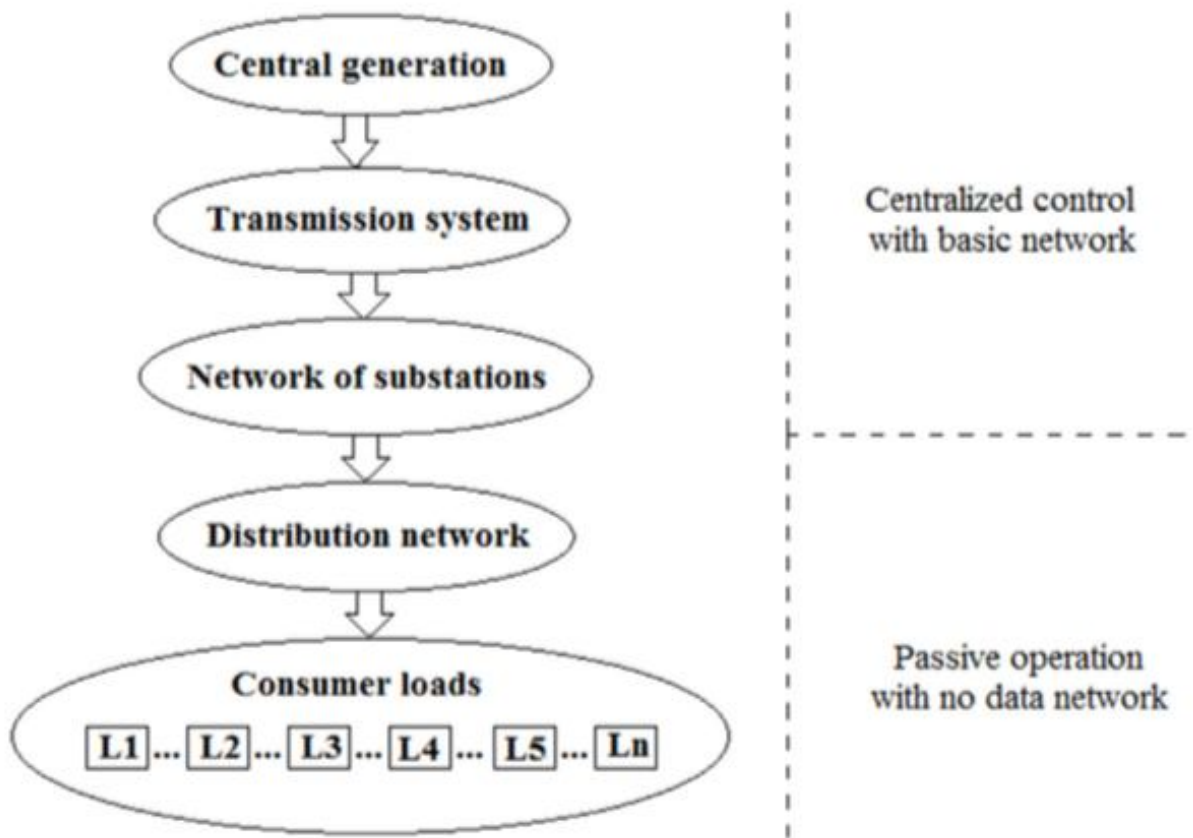 Central generation
Transmission system
Centralized control
with basic network
Network of substations
Distribution network
Passive operation
with no data network
Consumer loads
L1 ... L2 ... L3 ... L4 ... L5 ... Ln